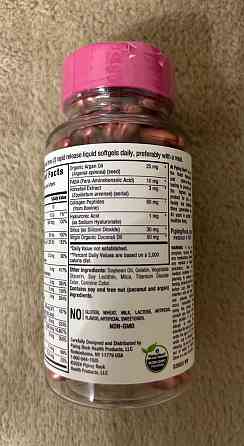 2 rapid release liquid softgels daily, preferably with a meal.
Facts
Organic Argan Oil 25 mg
(Argania spinosa) (seed)
PABA (Para-Aminobenzoic Acid) 10 mg
Horsetail Extract 3 mg
(Equisetum arvense) (aerial)
Collagen Peptides 50 mg
(from Bovine)
Hyaluronic Acid 1 mg
(as Sodium Hyaluronate)
Silica (as Silicon Dioxide) 30 mg
Virgin Organic Coconut Oil 50 mg
*Daily Value not established.
**Percent Daily Values are based on a 2,000
calorie diet.
Other Ingredients: Soybean Oil, Gelatin, Vegetable
Glycerin, Soy Lecithin, Mica, Titanium Dioxide
Color, Carmine Color.
Contains soy and tree nut (coconut and argan)
ingredients.
NO GLUTEN, WHEAT, MILK, LACTOSE, ARTIFICIAL
FLAVOR, ARTIFICIAL SWEETENER.
NON-GMO
Carefully Designed and Distributed by
Piping Rock Health Products, LLC
Ronkonkoma, NY 11779 USA
Piping Rock
Health Products, LLC
PipingRock